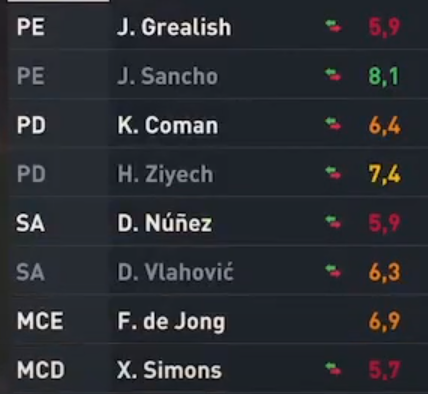 PE J. Grealish 5,9
PE J. Sancho 8,1
PD K. Coman 6,4
PD H. Ziyech 7,4
SA D. Núñez 5,9
SA D. Vlahović 6,3
MCE F. de Jong 6,9
MCD X. Simons 5,7